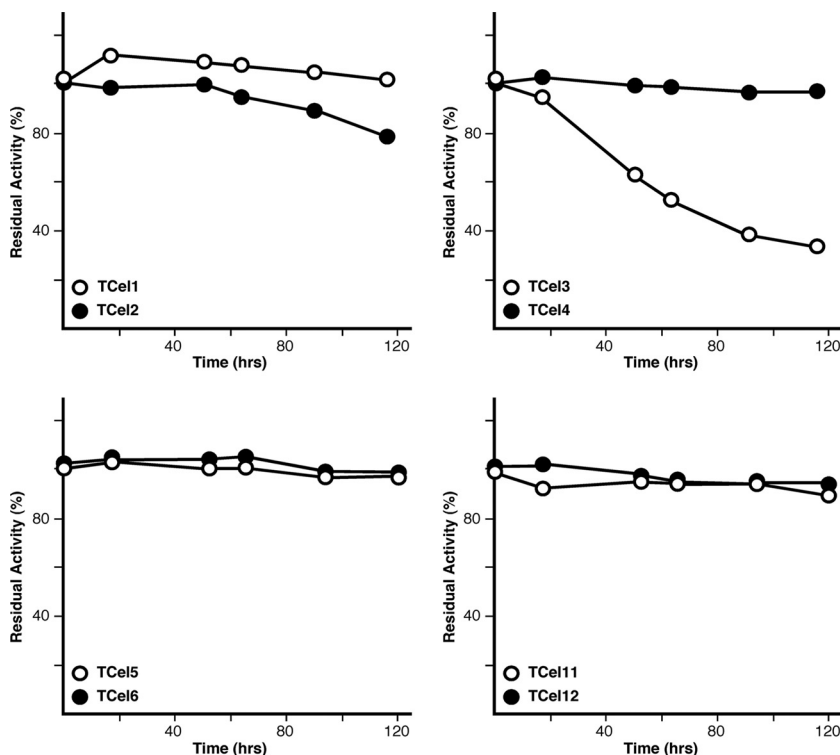 Residual Activity (%)
80
40
TCel1
TCel2
40
80
120
Time (hrs)
Residual Activity (%)
80
40
TCel3
TCel4
40
80
120
Time (hrs)
Residual Activity (%)
80
40
TCel5
TCel6
40
80
120
Time (hrs)
Residual Activity (%)
80
40
TCel11
TCel12
40
80
120
Time (hrs)